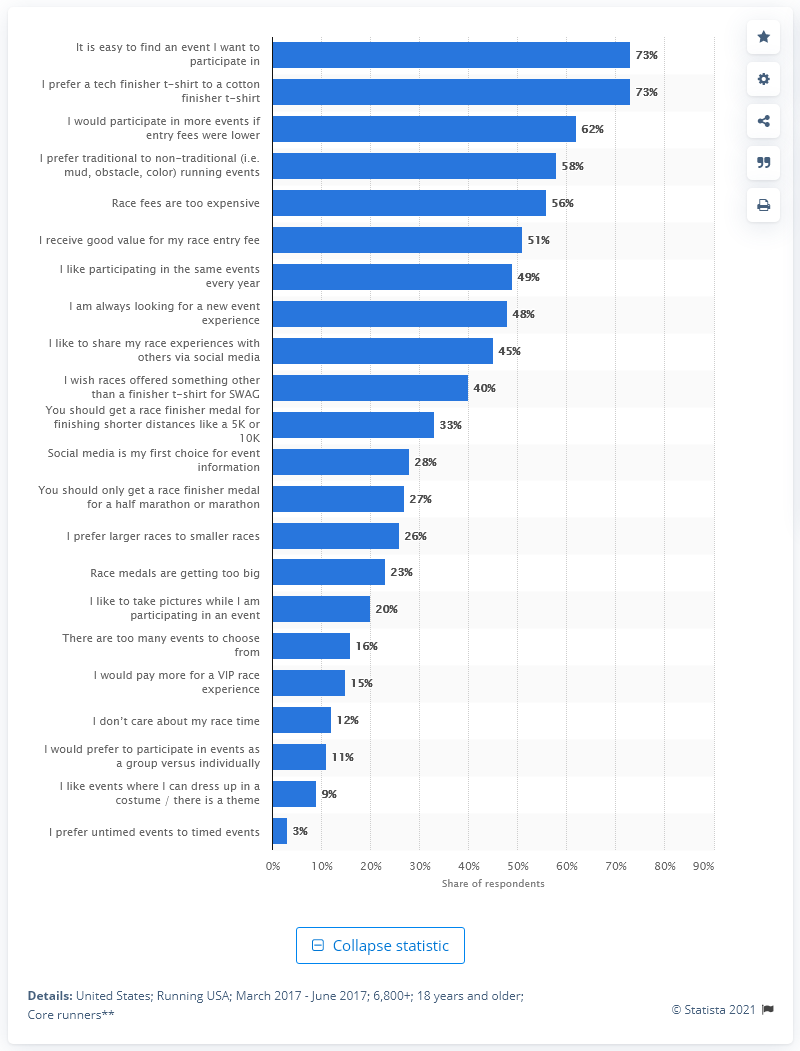 It is easy to find an event I want to
participate in
73%
I prefer a tech finisher t-shirt to a cotton
finisher t-shirt
73%
I would participate in more events if
entry fees were lower
62%
I prefer traditional to non-traditional (i.e.
mud, obstacle, color) running events
58%
Race fees are too expensive
56%
I receive good value for my race entry fee
51%
I like participating in the same events
every year
49%
I am always looking for a new event
experience
48%
I like to share my race experiences with
others via social media
45%
I wish races offered something other
than a finisher t-shirt for SWAG
40%
You should get a race finisher medal for
finishing shorter distances like a 5K or
10K
33%
Social media is my first choice for event
information
28%
You should only get a race finisher medal
for a half marathon or marathon
27%
I prefer larger races to smaller races
26%
Race medals are getting too big
23%
I like to take pictures while I am
participating in an event
20%
There are too many events to choose
from
16%
I would pay more for a VIP race
experience
15%
I don’t care about my race time
12%
I would prefer to participate in events as
a group versus individually
11%
I like events where I can dress up in a
costume / there is a theme
9%
I prefer untimed events to timed events
3%
0% 10% 20% 30% 40% 50% 60% 70% 80% 90%
Share of respondents
Collapse statistic
Details: United States; Running USA; March 2017 - June 2017; 6,800+; 18 years and older;
Core runners**
© Statista 2021